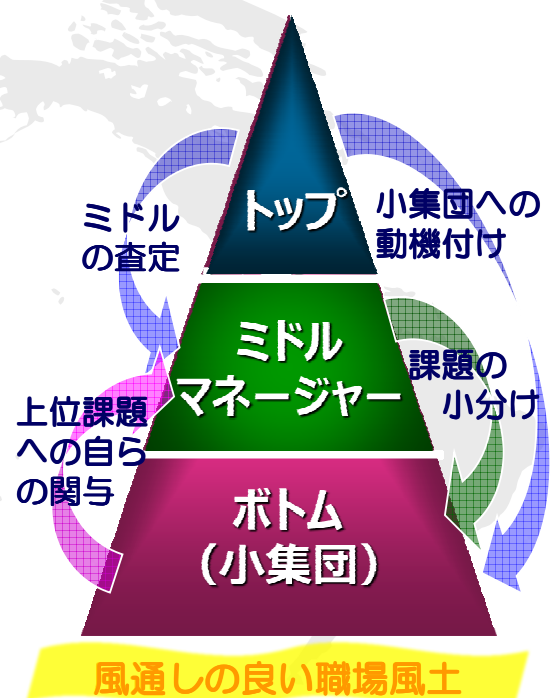 トップ
ミドル
の査定
小集団への
動機付け
ミドル
マネージャー
課題の
小分け
上位課題
への自ら
の関与
ボトム
(小集団)
風通しの良い職場風土